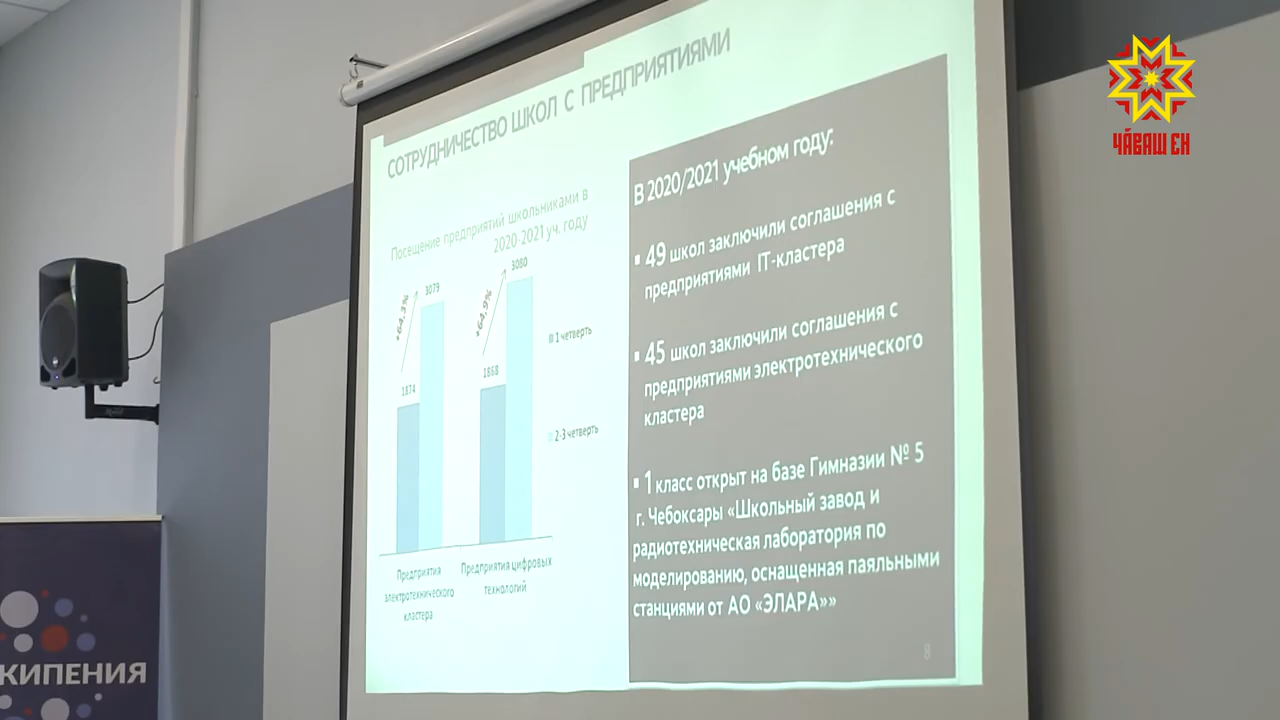 ЧĂВАШ ЕН
СОТРУДНИЧЕСТВО ШКОЛ С ПРЕДПРИЯТИЯМИ
Посещение предприятий школьниками в
2020-2021 уч. году
+64,3%
3079
1874
+64,9%
3080
1868
1 четверть
2-3 четверть
Предприятия
электротехнического
кластера
Предприятия цифровых
технологий
В 2020/2021 учебном году:
▪ 49 школ заключили соглашения с
предприятиями IT-кластера
▪ 45 школ заключили соглашения с
предприятиями электротехнического
кластера
▪ 1 класс открыт на базе Гимназии № 5
г. Чебоксары «Школьный завод и
радиотехническая лаборатория по
моделированию, оснащенная паяльными
станциями от АО «ЭЛАРА»»
8
КИПЕНИЯ